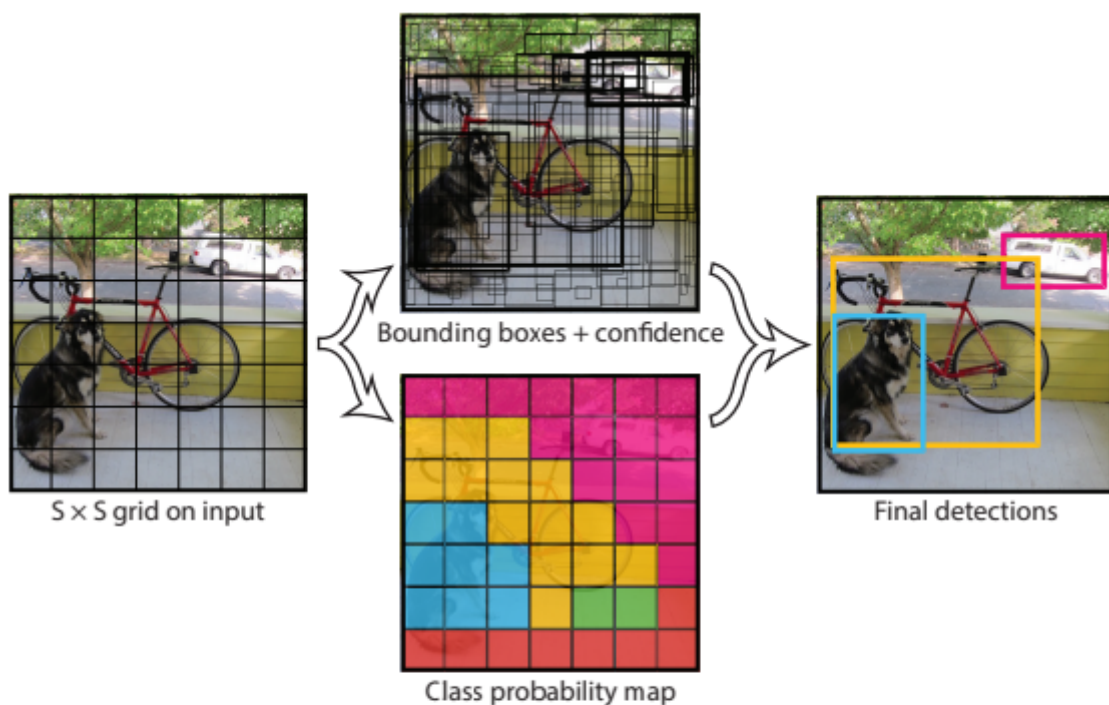 Bounding boxes + confidence
S × S grid on input
Final detections
Class probability map